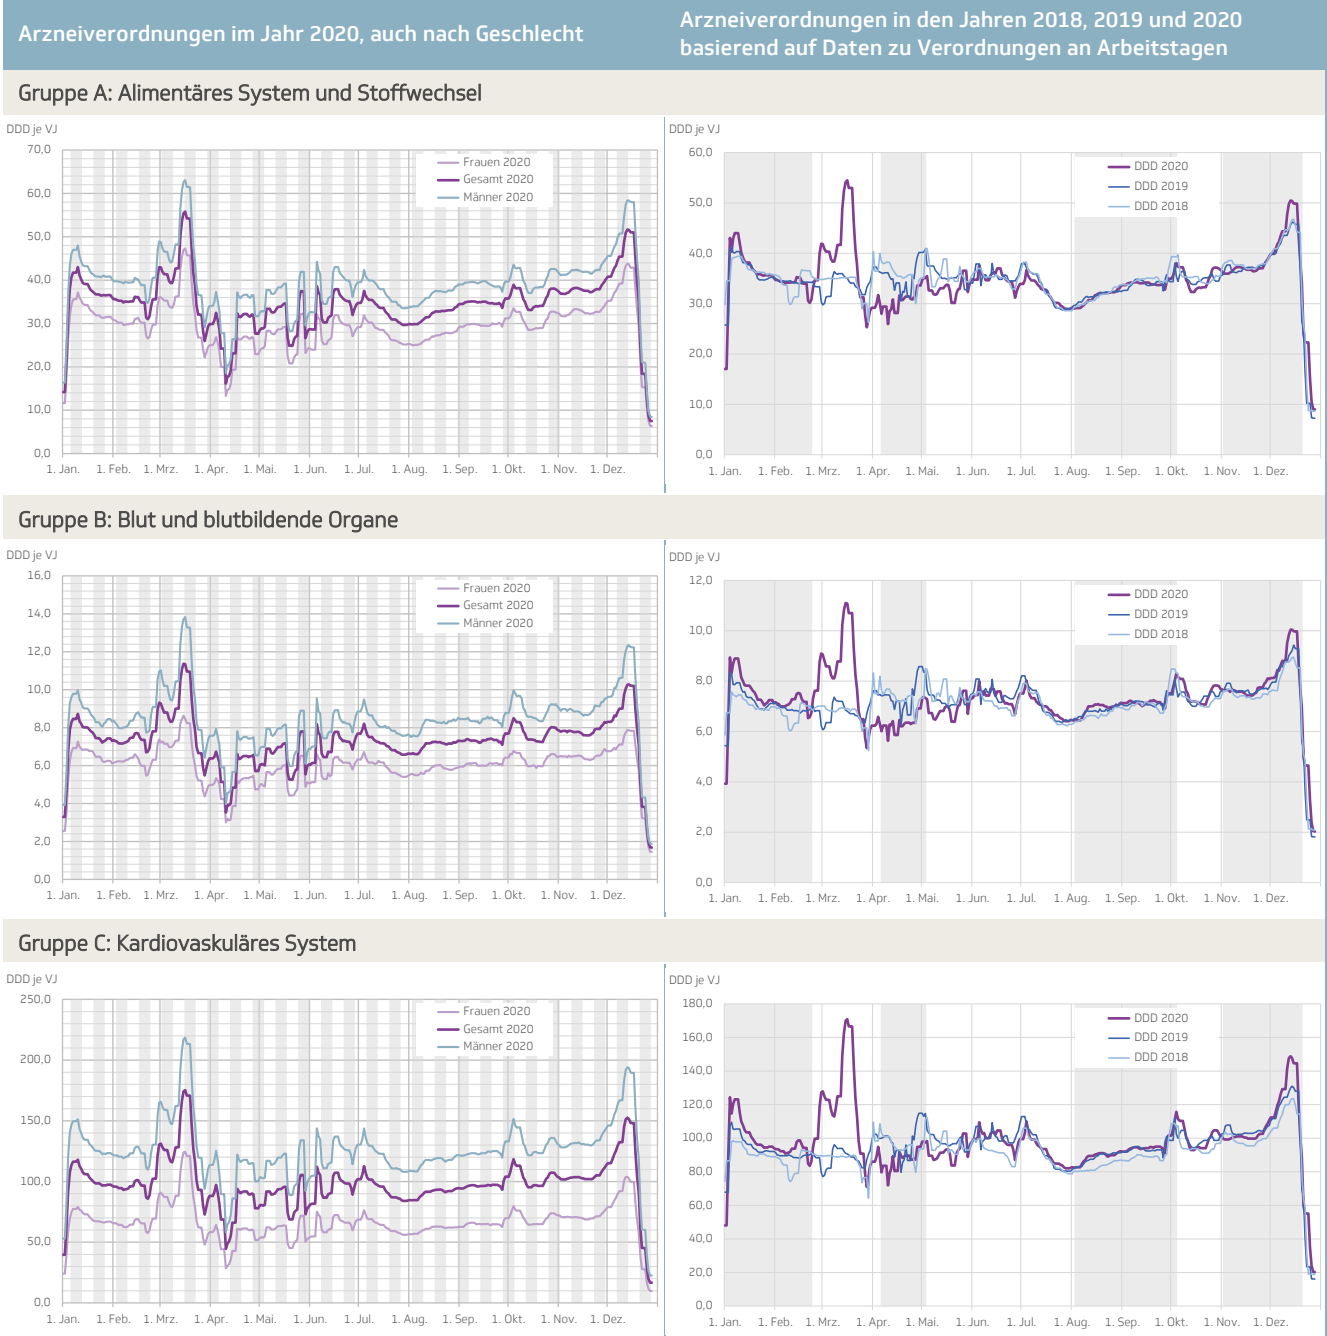 Arzneiverordnungen im Jahr 2020, auch nach Geschlecht
Arzneiverordnungen in den Jahren 2018, 2019 und 2020
basierend auf Daten zu Verordnungen an Arbeitstagen
Gruppe A: Alimentäres System und Stoffwechsel
DDD je VJ
70,0
60,0
50,0
40,0
30,0
20,0
10,0
0,0
Frauen 2020
Gesamt 2020
Männer 2020
1. Jan. 1. Feb. 1. Mrz. 1. Apr. 1. Mai. 1. Jun. 1. Jul. 1. Aug. 1. Sep. 1. Okt. 1. Nov. 1. Dez.
DDD je VJ
60,0
50,0
40,0
30,0
20,0
10,0
0,0
DDD 2020
DDD 2019
DDD 2018
1. Jan. 1. Feb. 1. Mrz. 1. Apr. 1. Mai. 1. Jun. 1. Jul. 1. Aug. 1. Sep. 1. Okt. 1. Nov. 1. Dez.
Gruppe B: Blut und blutbildende Organe
DDD je VJ
16,0
14,0
12,0
10,0
8,0
6,0
4,0
2,0
0,0
Frauen 2020
Gesamt 2020
Männer 2020
1. Jan. 1. Feb. 1. Mrz. 1. Apr. 1. Mai. 1. Jun. 1. Jul. 1. Aug. 1. Sep. 1. Okt. 1. Nov. 1. Dez.
DDD je VJ
12,0
10,0
8,0
6,0
4,0
2,0
0,0
DDD 2020
DDD 2019
DDD 2018
1. Jan. 1. Feb. 1. Mrz. 1. Apr. 1. Mai. 1. Jun. 1. Jul. 1. Aug. 1. Sep. 1. Okt. 1. Nov. 1. Dez.
Gruppe C: Kardiovaskuläres System
DDD je VJ
250,0
200,0
150,0
100,0
50,0
0,0
Frauen 2020
Gesamt 2020
Männer 2020
1. Jan. 1. Feb. 1. Mrz. 1. Apr. 1. Mai. 1. Jun. 1. Jul. 1. Aug. 1. Sep. 1. Okt. 1. Nov. 1. Dez.
DDD je VJ
180,0
160,0
140,0
120,0
100,0
80,0
60,0
40,0
20,0
0,0
DDD 2020
DDD 2019
DDD 2018
1. Jan. 1. Feb. 1. Mrz. 1. Apr. 1. Mai. 1. Jun. 1. Jul. 1. Aug. 1. Sep. 1. Okt. 1. Nov. 1. Dez.